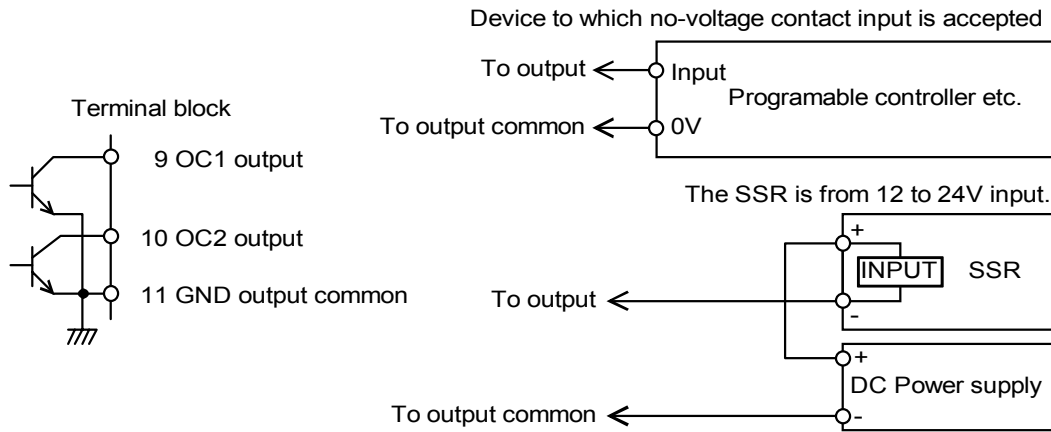 Terminal block
9 OC1 output
10 OC2 output
11 GND output common
Device to which no-voltage contact input is accepted
To output
Input
Programable controller etc.
To output common
0V
The SSR is from 12 to 24V input.
+
INPUT
SSR
To output
-
+
DC Power supply
To output common
-